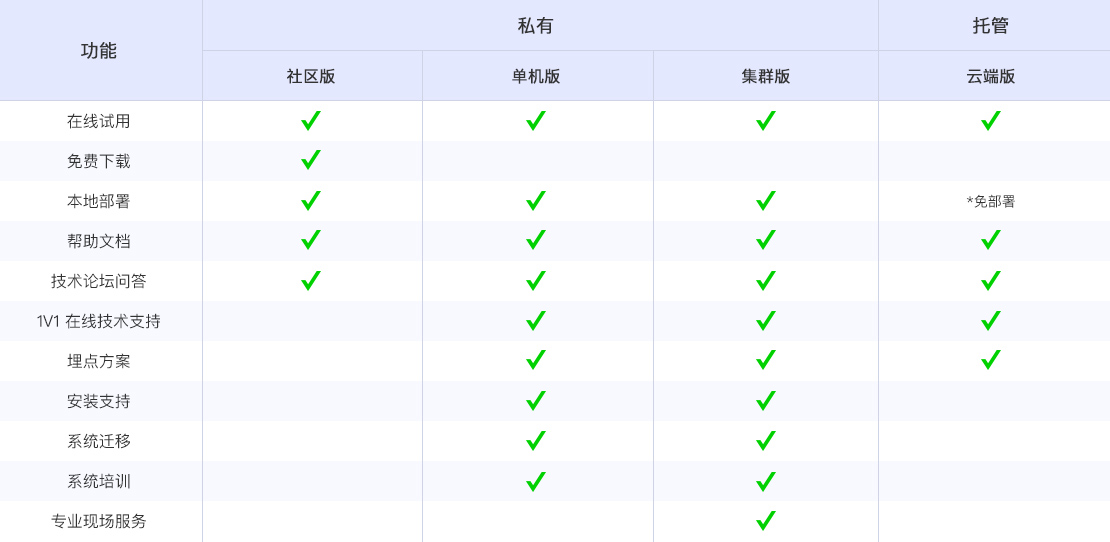 功能
私有
托管
社区版
单机版
集群版
云端版
在线试用
免费下载
本地部署
*免部署
帮助文档
技术论坛问答
1V1 在线技术支持
埋点方案
安装支持
系统迁移
系统培训
专业现场服务